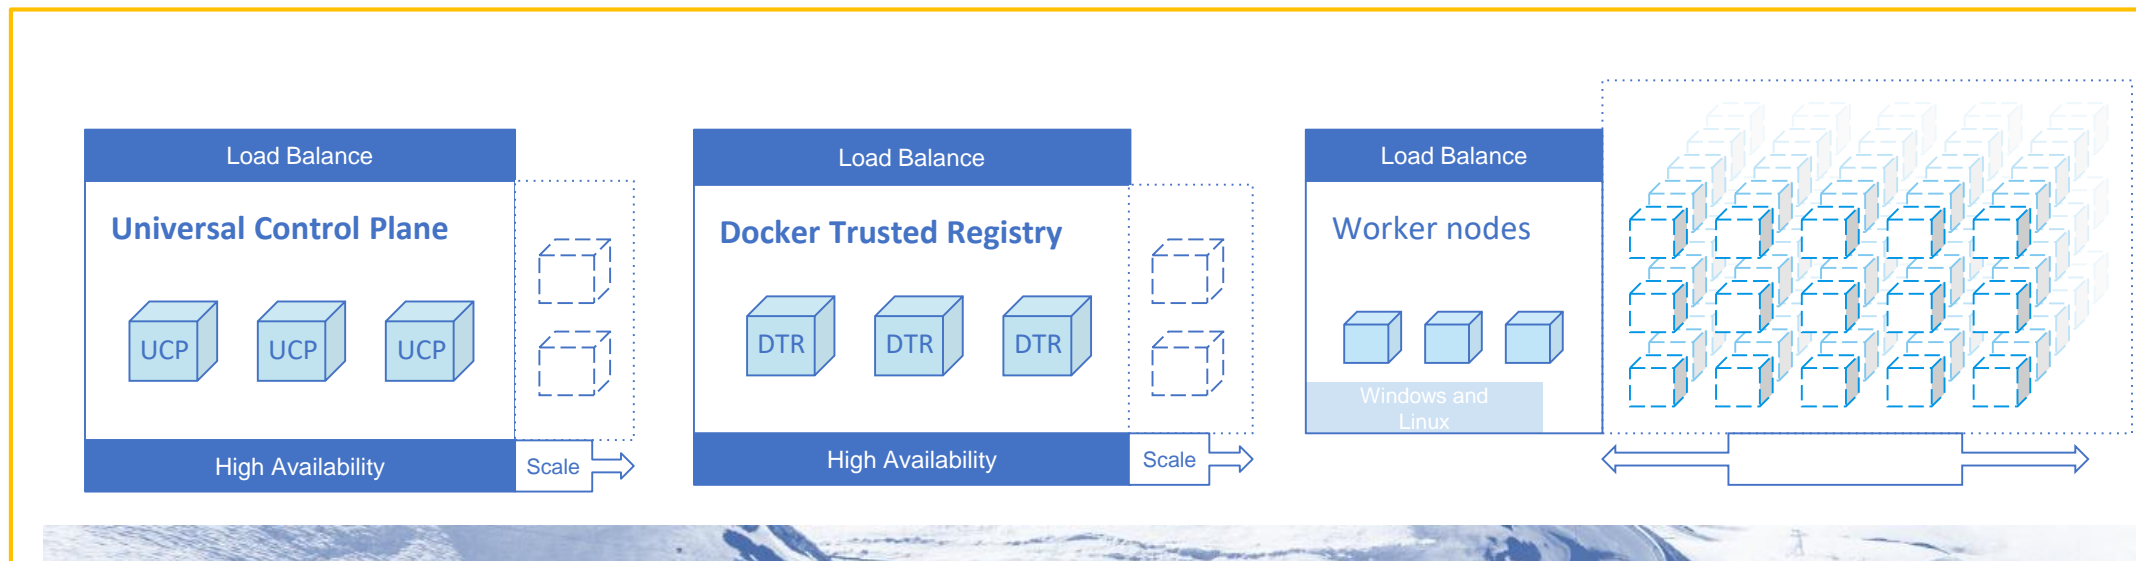 Load Balance
Universal Control Plane
UCP
UCP
UCP
High Availability
Scale
Load Balance
Docker Trusted Registry
DTR
DTR
DTR
High Availability
Scale
Load Balance
Worker nodes
Windows and
Linux